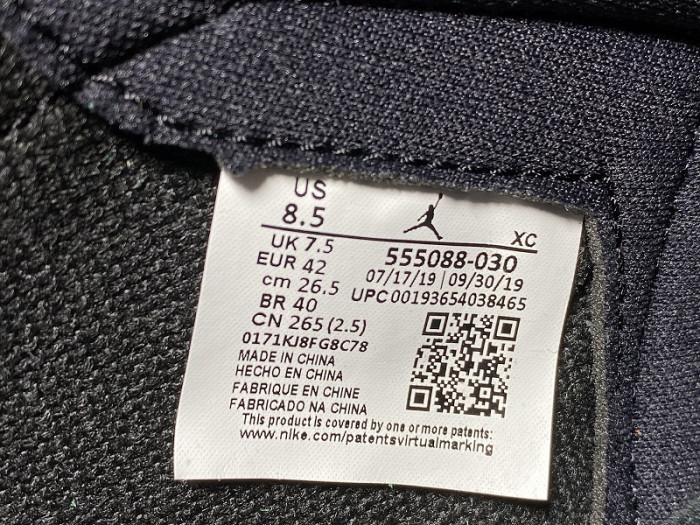 US
8.5
UK 7.5
EUR 42
cm 26.5
BR 40
CN 265 (2.5)
0171KJ8FG8C78
XC
555088-030
07/17/19 | 09/30/19
UPC00193654038465
MADE IN CHINA
HECHO EN CHINA
FABRIQUE EN CHINE
FABRICADO NA CHINA
This product is covered by one or more patents:
www.nike.com/patentsvirtualmarking